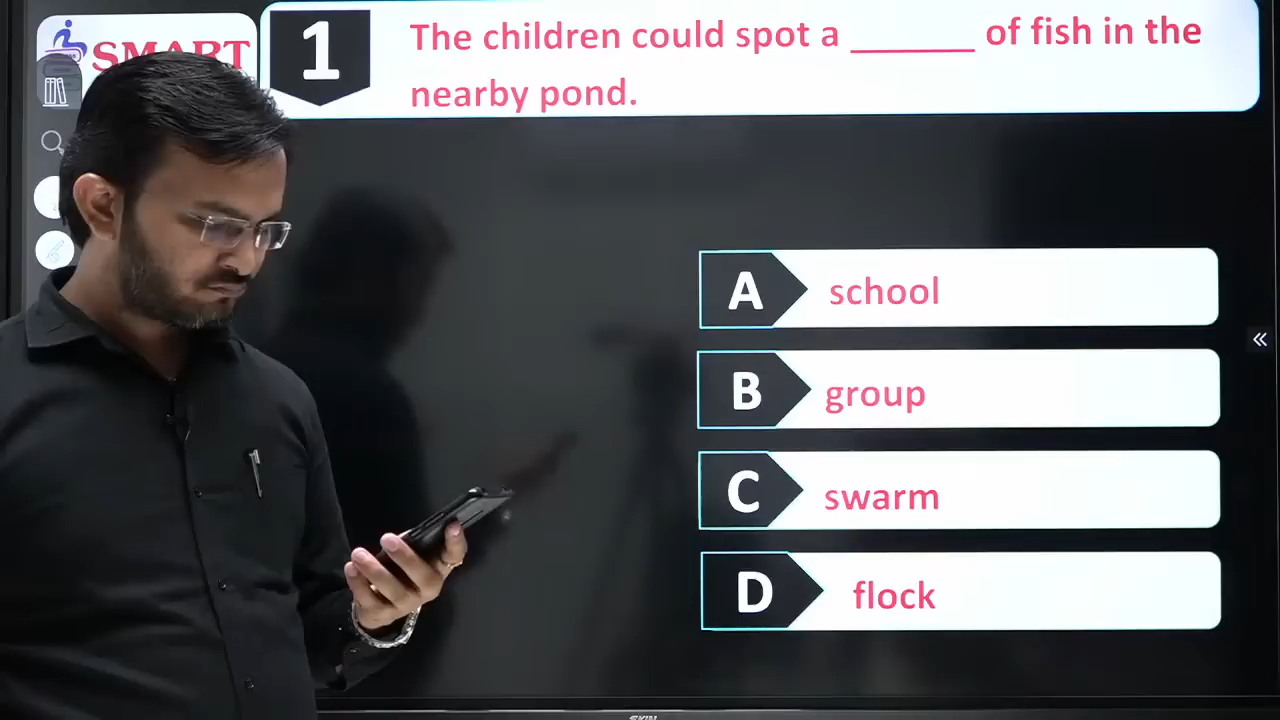 SMART
1
The children could spot a _______ of fish in the
nearby pond.
A school
B group
C swarm
D flock